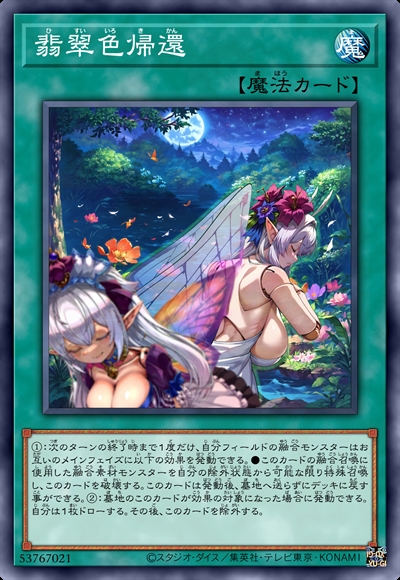 翡翠色帰還
【魔法カード】
①:次のターンの終了時まで1度だけ、自分フィールドの融合モンスターはお
互いのメインフェイズに以下の効果を発動できる。●このカードの融合召喚に
使用した融合素材モンスターを自分の除外状態から可能な限り特殊召喚
し、このカードを破壊する。このカードは発動後、墓地へ送らずにデッキに戻す
事ができる。②:墓地のこのカードが効果の対象になった場合に発動できる。
自分は1枚ドローする。その後、このカードを除外する。
53767021
©スタジオ・ダイス／集英社・テレビ東京・KONAMI